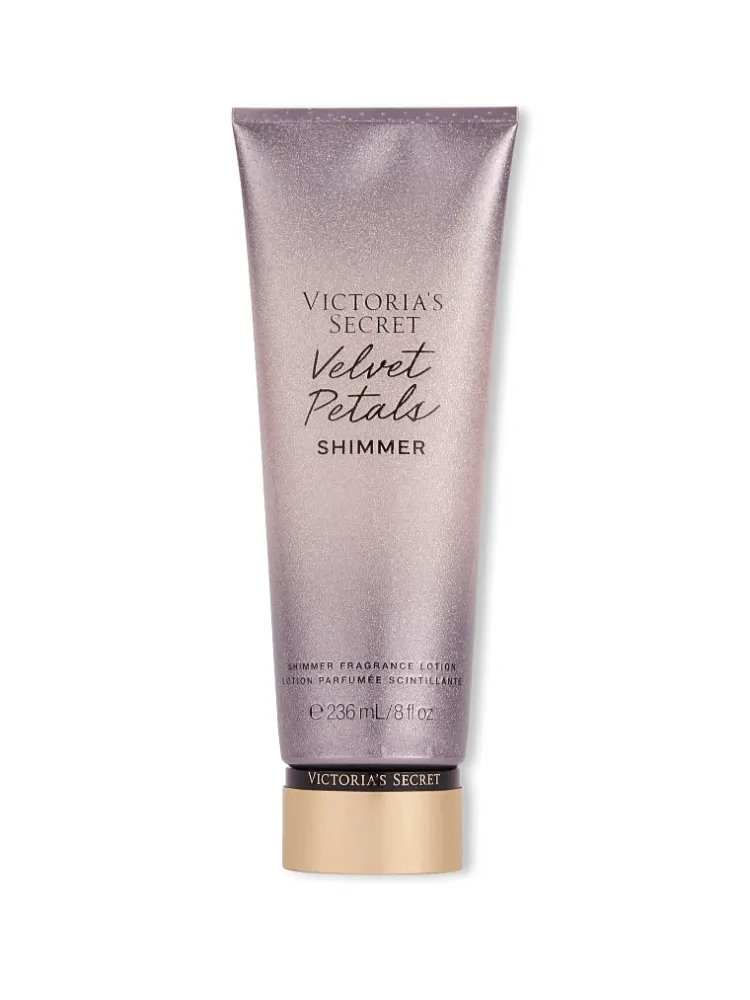 VICTORIA'S
SECRET
Velvet
Petals
SHIMMER
SHIMMER FRAGRANCE LOTION
LOTION PARFUMÉE SCINTILLANTE
℮ 236 mL/8 fl oz
VICTORIA'S SECRET